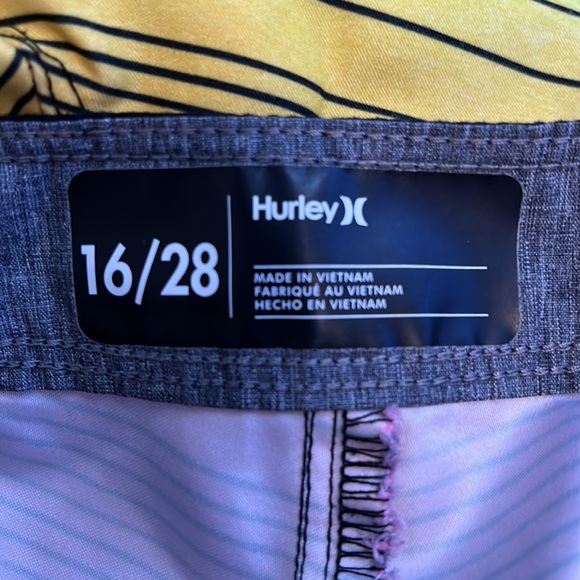 16/28
Hurley
MADE IN VIETNAM
FABRIQUÉ AU VIETNAM
HECHO EN VIETNAM